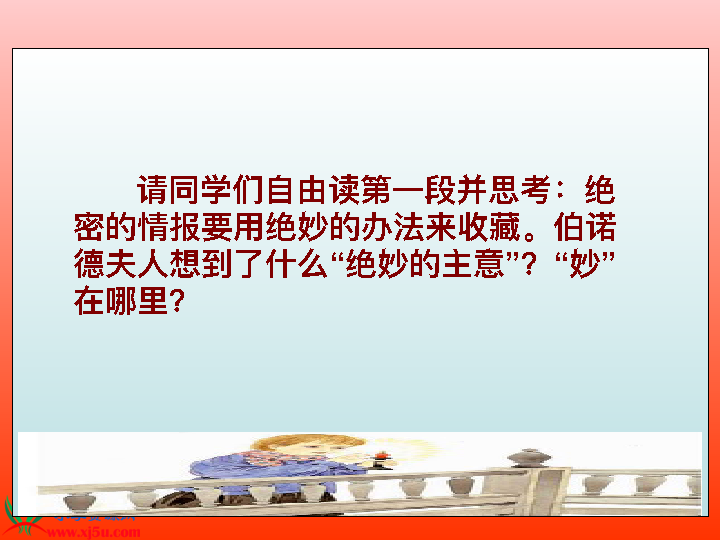 请同学们自由读第一段并思考：绝
密的情报要用绝妙的办法来收藏。伯诺
德夫人想到了什么“绝妙的主意”？“妙”
在哪里？
www.xj5u.com